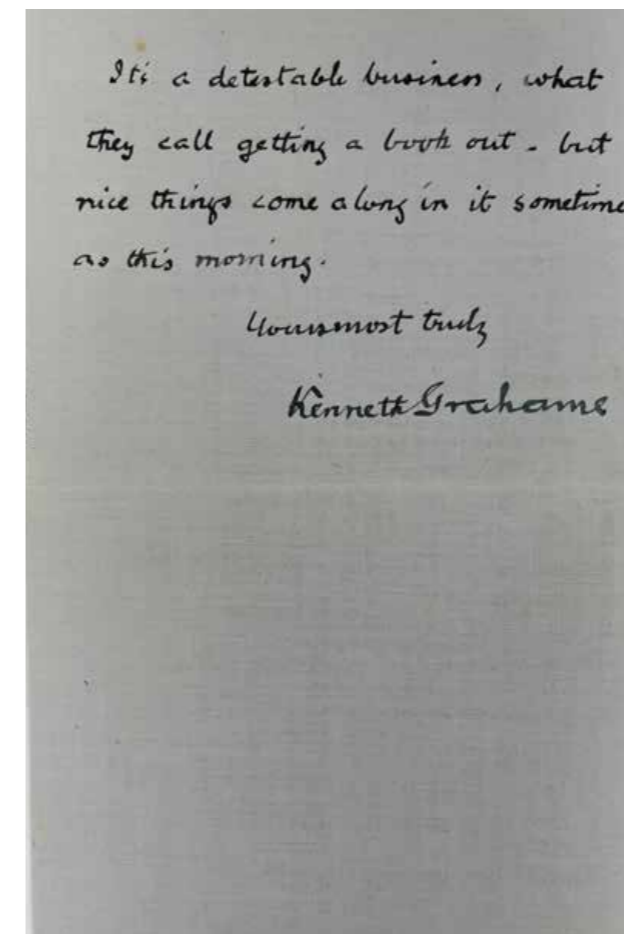 It's a detestable business, what
they call getting a book out - but
nice things come along in it sometime
as this morning.
Yours most truly
Kenneth Grahame